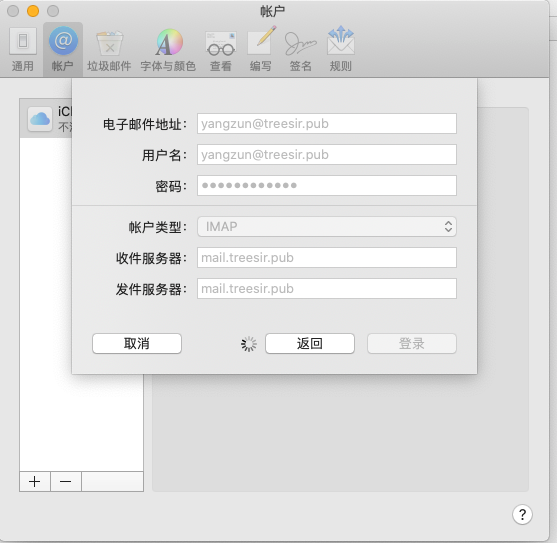 帐户
通用 帐户 垃圾邮件 字体与颜色 查看 编写 签名 规则
电子邮件地址： yangzun@treesir.pub
用户名： yangzun@treesir.pub
密码： ●●●●●●●●●●●●
帐户类型： IMAP
收件服务器： mail.treesir.pub
发件服务器： mail.treesir.pub
取消 返回 登录
+ −
?